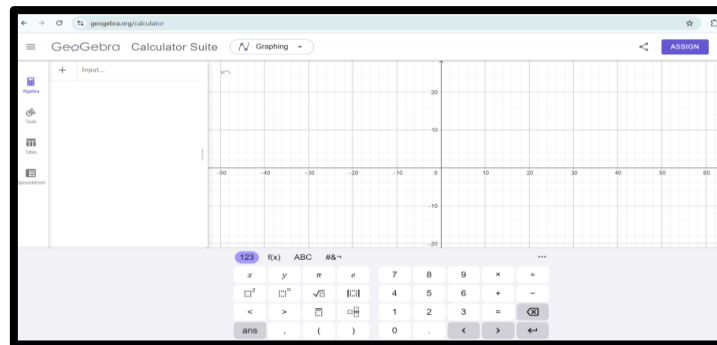 geogebra.org/calculator
GeoGebra Calculator Suite Graphing ASSIGN
+ Input...
Algebra
Tools
Table
Spreadsheet
20
10
-50 -40 -30 -20 -10 0 10 20 30 40 50 60
-10
-20
123 f(x) ABC #&¬ ...
x y π e 7 8 9 × ÷
4 5 6 + −
< > 1 2 3 =
ans , ( ) 0 . < >